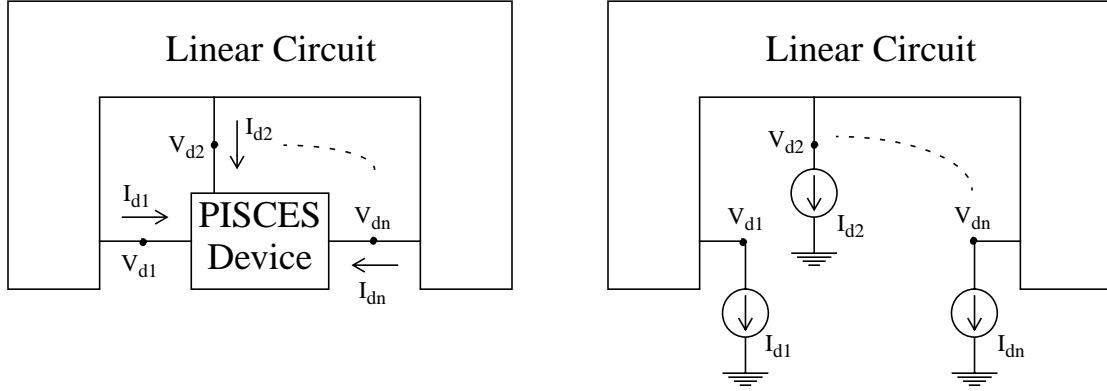 Linear Circuit
I_d2
V_d2
I_d1
PISCES
Device
V_dn
V_d1
I_dn
Linear Circuit
V_d2
V_d1
V_dn
I_d2
I_d1
I_dn